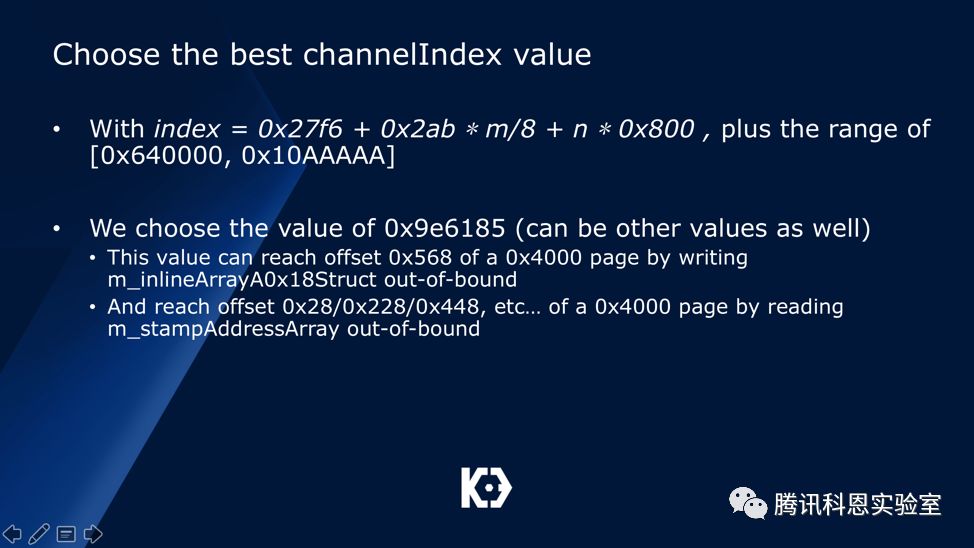 Choose the best channelIndex value
• With index = 0x27f6 + 0x2ab ∗ m/8 + n ∗ 0x800 , plus the range of
[0x640000, 0x10AAAAA]
• We choose the value of 0x9e6185 (can be other values as well)
• This value can reach offset 0x568 of a 0x4000 page by writing
m_inlineArrayA0x18Struct out-of-bound
• And reach offset 0x28/0x228/0x448, etc… of a 0x4000 page by reading
m_stampAddressArray out-of-bound
腾讯科恩实验室